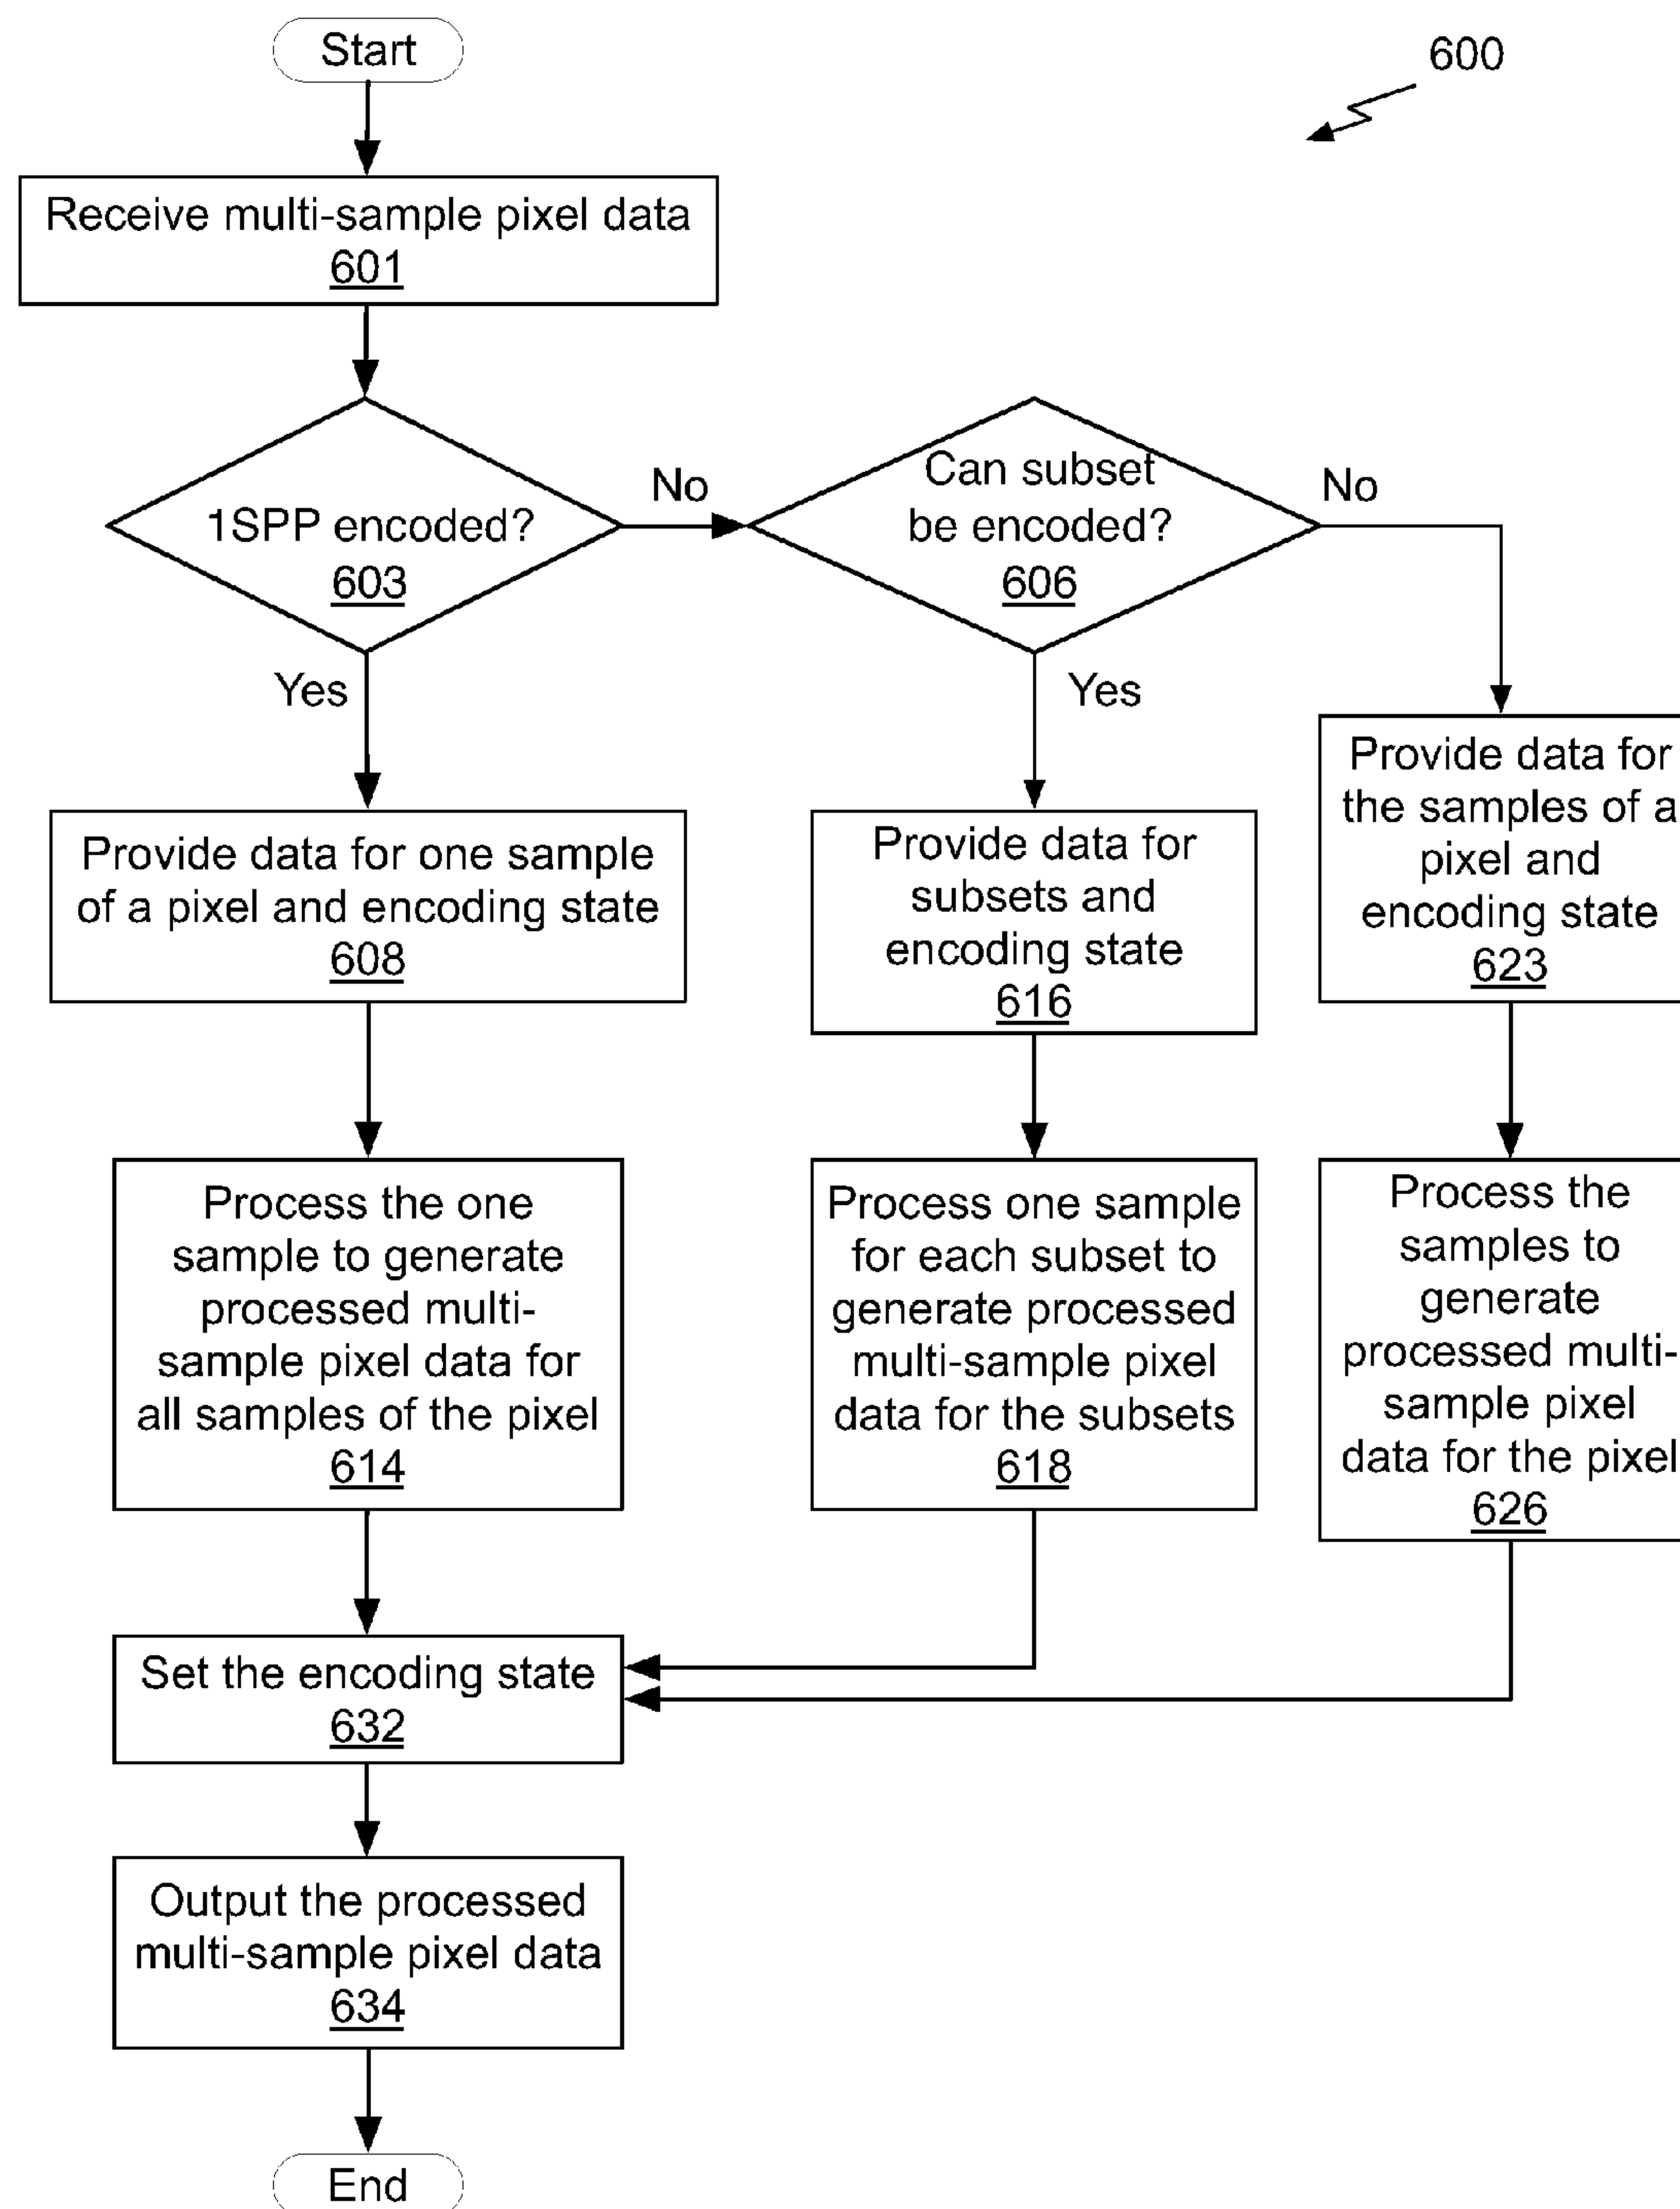 Start
600
Receive multi-sample pixel data
601
1SPP encoded?
603
No
Can subset
be encoded?
606
No
Yes
Yes
Provide data for one sample
of a pixel and encoding state
608
Provide data for
subsets and
encoding state
616
Provide data for
the samples of a
pixel and
encoding state
623
Process the one
sample to generate
processed multi-
sample pixel data for
all samples of the pixel
614
Process one sample
for each subset to
generate processed
multi-sample pixel
data for the subsets
618
Process the
samples to
generate
processed multi-
sample pixel
data for the pixel
626
Set the encoding state
632
Output the processed
multi-sample pixel data
634
End